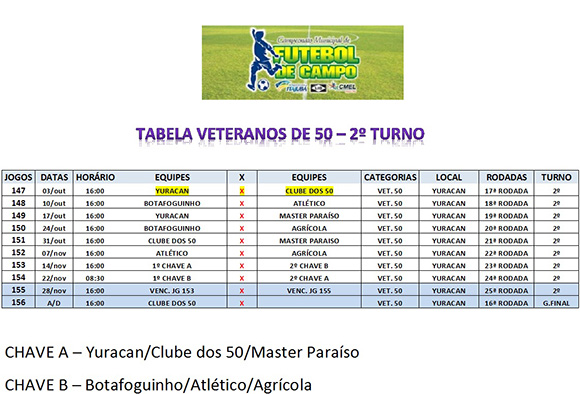 Campeonato Municipal de
FUTEBOL
DE CAMPO
ITAJUBÁ CMEL
TABELA VETERANOS DE 50 – 2º TURNO
JOGOS DATAS HORÁRIO EQUIPES X EQUIPES CATEGORIAS LOCAL RODADAS TURNO
147 03/out 16:00 YURACAN X CLUBE DOS 50 VET. 50 YURACAN 17ª RODADA 2º
148 10/out 16:00 BOTAFOGUINHO X ATLÉTICO VET. 50 YURACAN 18ª RODADA 2º
149 17/out 16:00 YURACAN X MASTER PARAÍSO VET. 50 YURACAN 19ª RODADA 2º
150 24/out 16:00 BOTAFOGUINHO X AGRÍCOLA VET. 50 YURACAN 20ª RODADA 2º
151 31/out 16:00 CLUBE DOS 50 X MASTER PARAISO VET. 50 YURACAN 21ª RODADA 2º
152 07/nov 16:00 ATLÉTICO X AGRÍCOLA VET. 50 YURACAN 22ª RODADA 2º
153 14/nov 16:00 1º CHAVE A X 2º CHAVE B VET. 50 YURACAN 23ª RODADA 2º
154 22/nov 08:30 1º CHAVE B X 2º CHAVE A VET. 50 YURACAN 24ª RODADA 2º
155 28/nov 16:00 VENC. JG 153 X VENC. JG 155 VET. 50 YURACAN 25ª RODADA 2º
156 A/D 16:00 CLUBE DOS 50 X VET. 50 YURACAN 16ª RODADA G.FINAL
CHAVE A – Yuracan/Clube dos 50/Master Paraíso
CHAVE B – Botafoguinho/Atlético/Agrícola